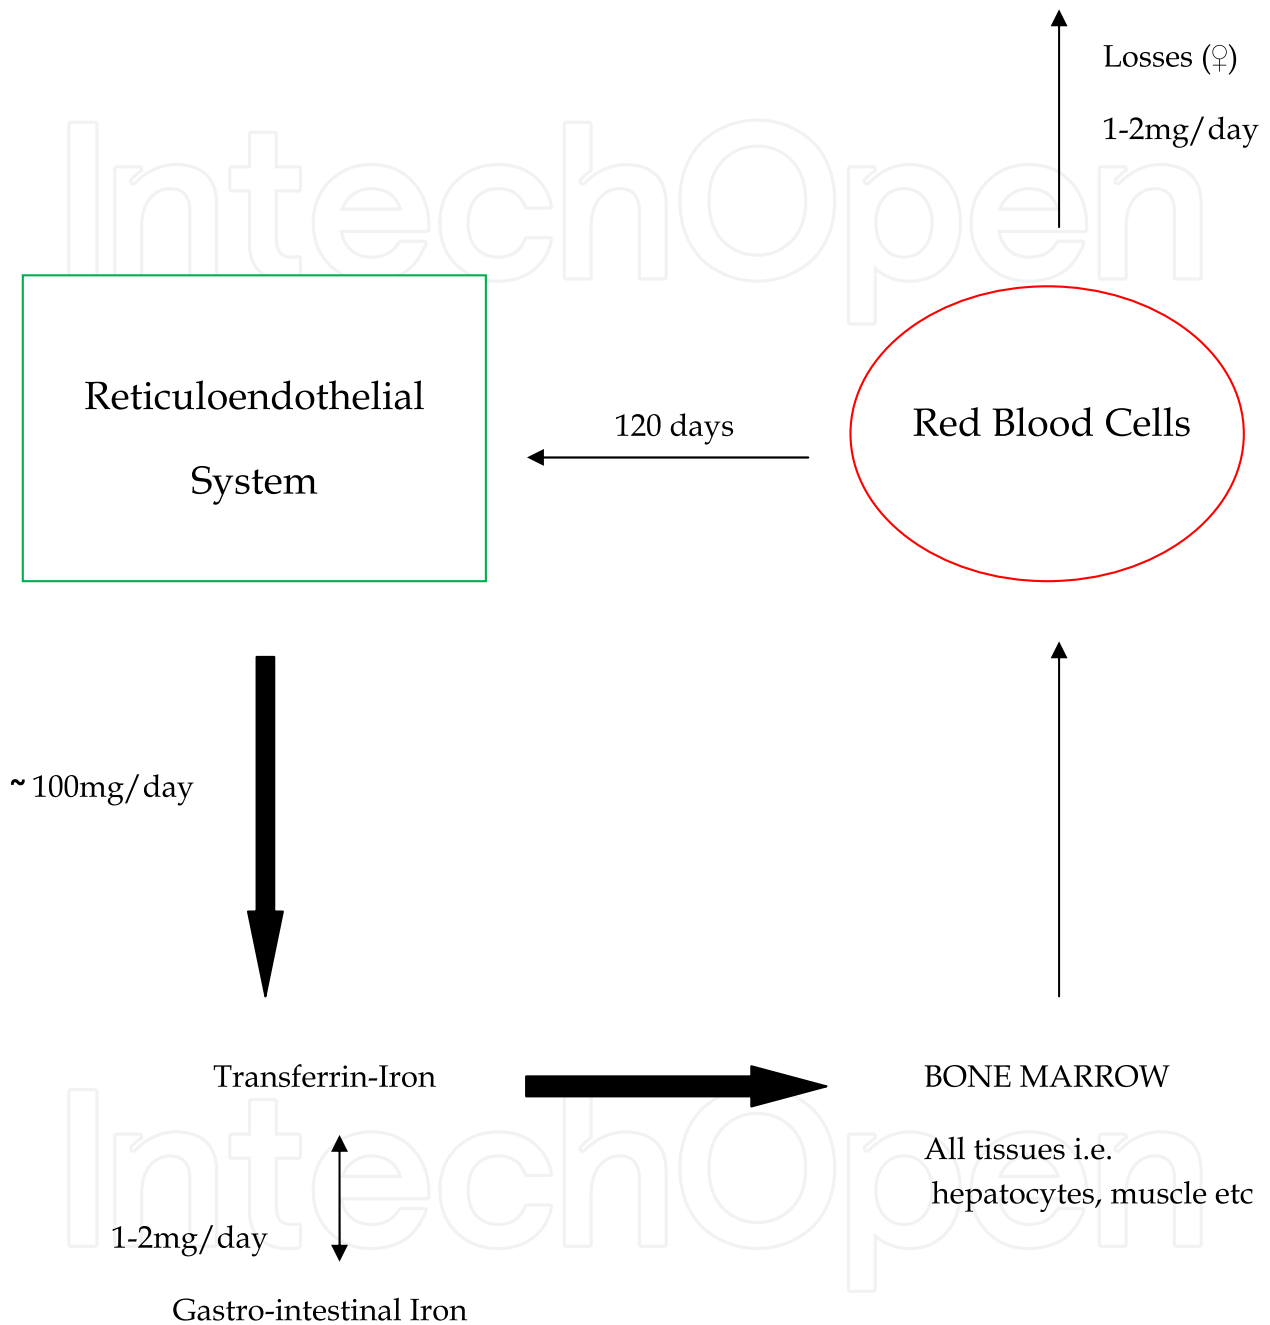 Losses (♀)
1-2mg/day
IntechOpen
Reticuloendothelial
System
120 days
Red Blood Cells
~ 100mg/day
Transferrin-Iron
BONE MARROW
All tissues i.e.
hepatocytes, muscle etc
IntechOpen
1-2mg/day
Gastro-intestinal Iron